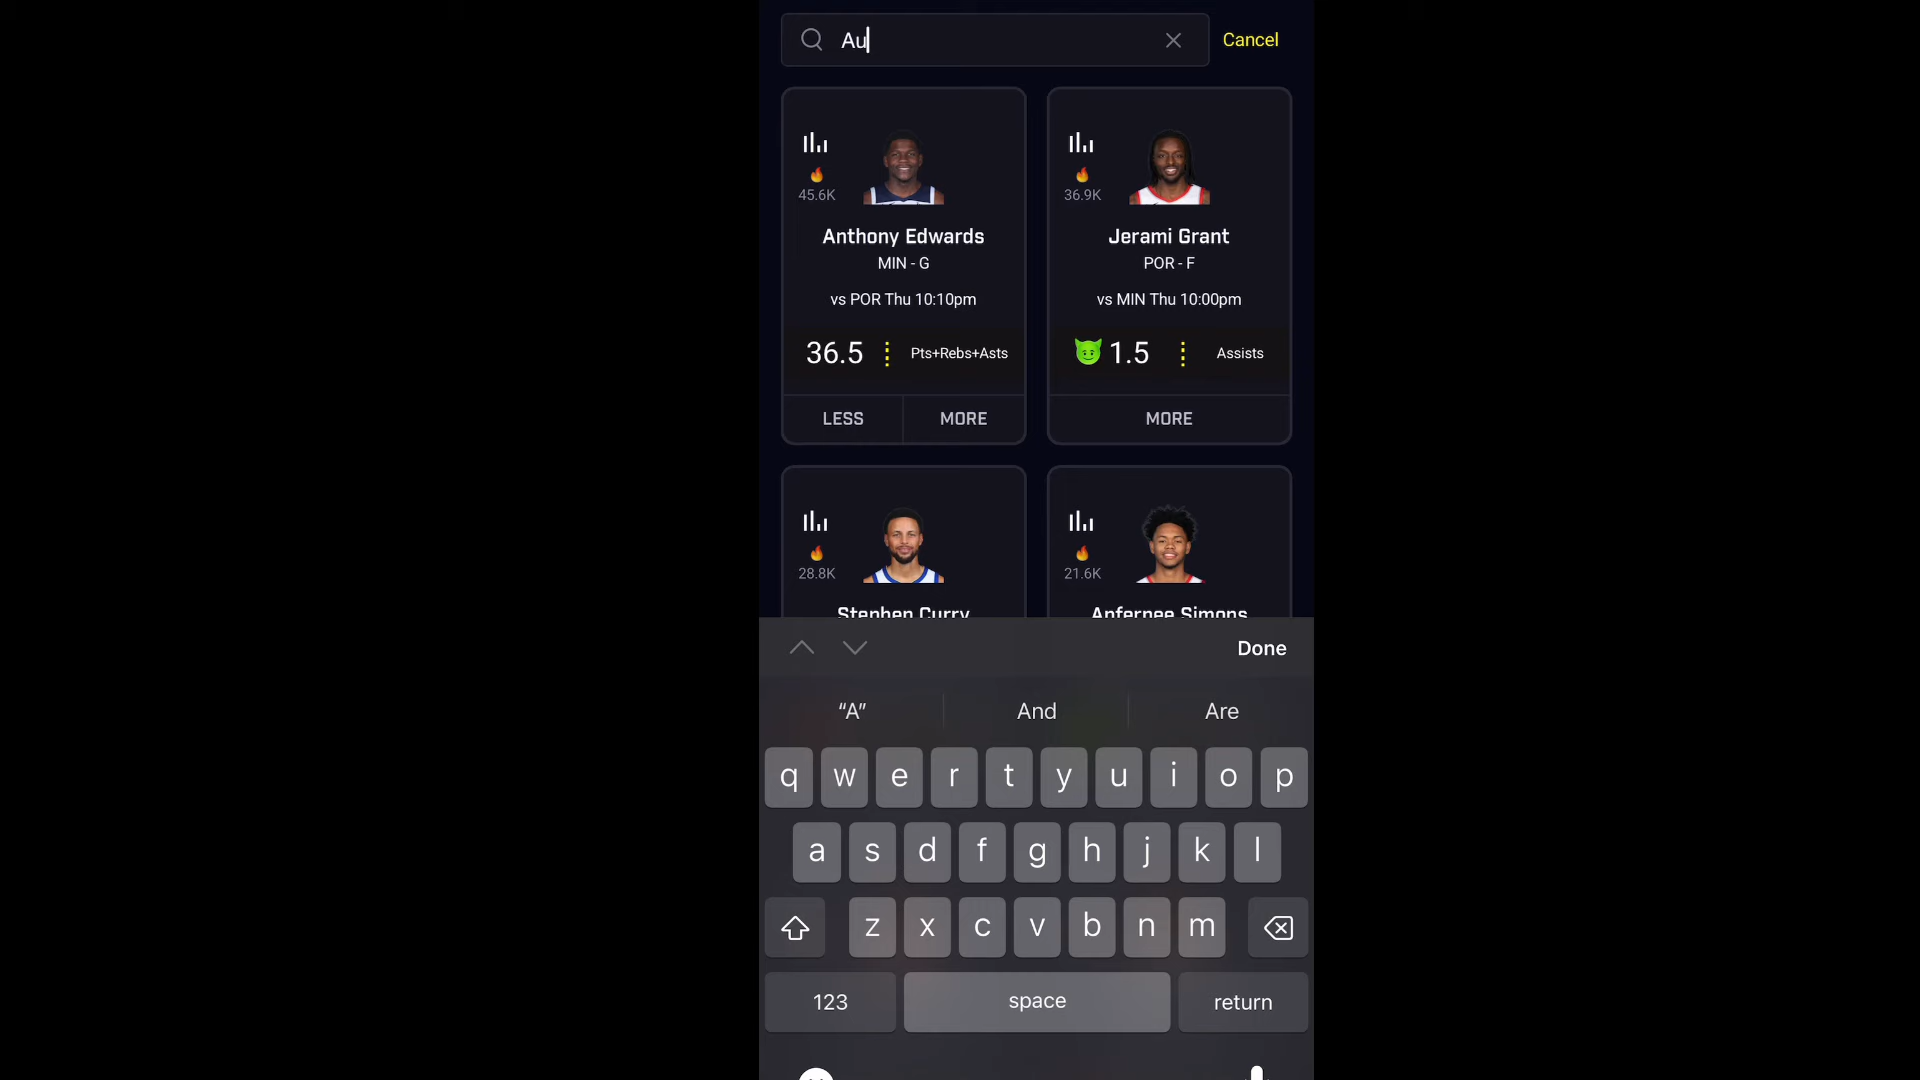 Au
Cancel
45.6K
Anthony Edwards
MIN - G
vs POR Thu 10:10pm
36.5 Pts+Rebs+Asts
LESS MORE
36.9K
Jerami Grant
POR - F
vs MIN Thu 10:00pm
1.5 Assists
MORE
28.8K
Stephen Curry
21.6K
Anfernee Simons
Done
“A” And Are
q w e r t y u i o p
a s d f g h j k l
z x c v b n m
123 space return